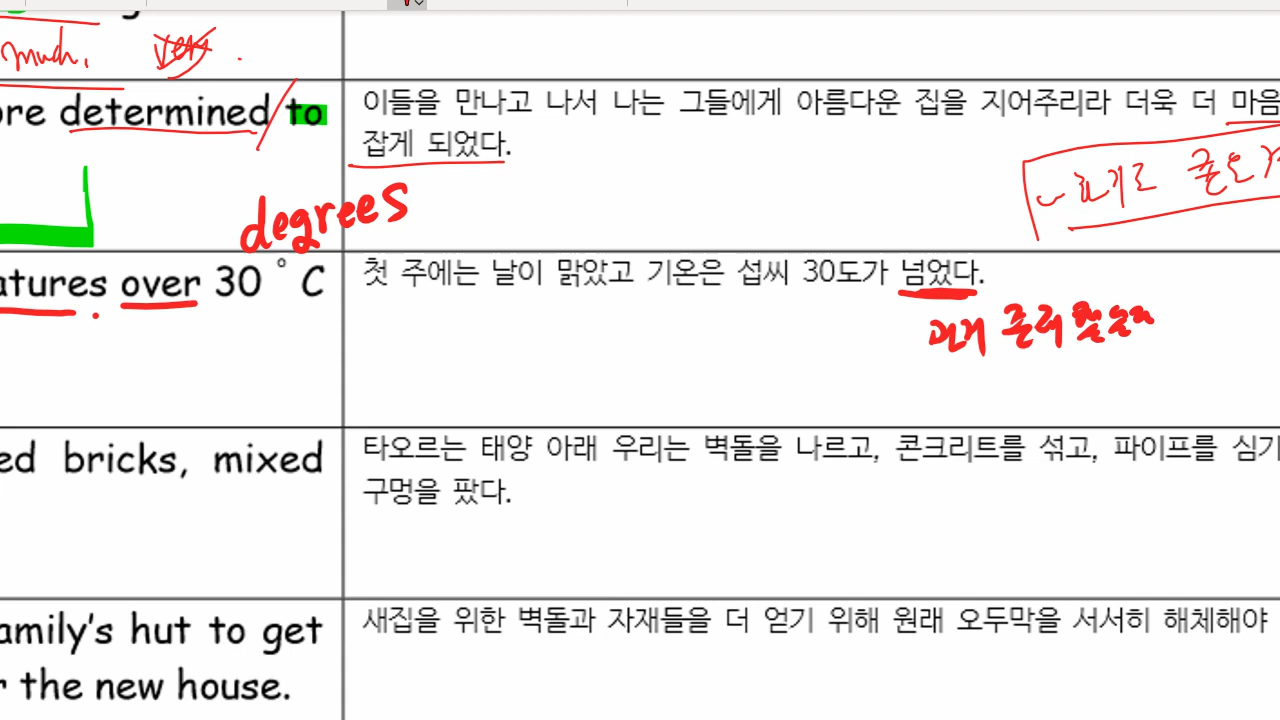 much.
very
ore determined to
이들을 만나고 나서 나는 그들에게 아름다운 집을 지어주리라 더욱 더 마음
잡게 되었다.
degrees
atures over 30 ° C
첫 주에는 날이 맑았고 기온은 섭씨 30도가 넘었다.
ed bricks, mixed
타오르는 태양 아래 우리는 벽돌을 나르고, 콘크리트를 섞고, 파이프를 심기
구멍을 팠다.
amily's hut to get
새집을 위한 벽돌과 자재들을 더 얻기 위해 원래 오두막을 서서히 해체해야
r the new house.